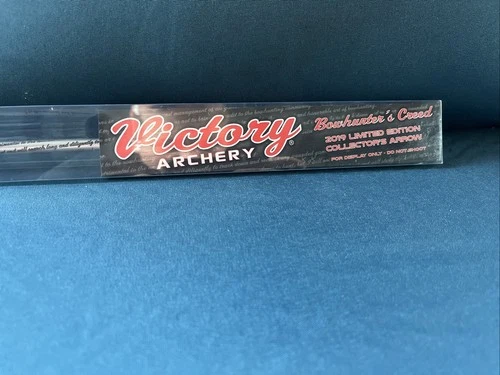 Victory®
ARCHERY
Bowhunter's Creed
2019 LIMITED EDITION
COLLECTOR'S ARROW
FOR DISPLAY ONLY - DO NOT SHOOT